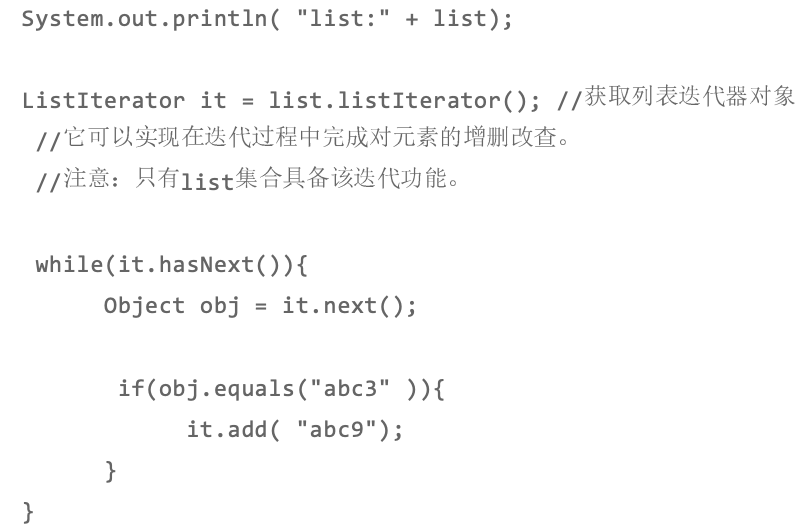 System.out.println( "list:" + list);
ListIterator it = list.listIterator(); //获取列表迭代器对象
//它可以实现在迭代过程中完成对元素的增删改查。
//注意：只有list集合具备该迭代功能。
while(it.hasNext()){
Object obj = it.next();
if(obj.equals("abc3" )){
it.add( "abc9");
}
}